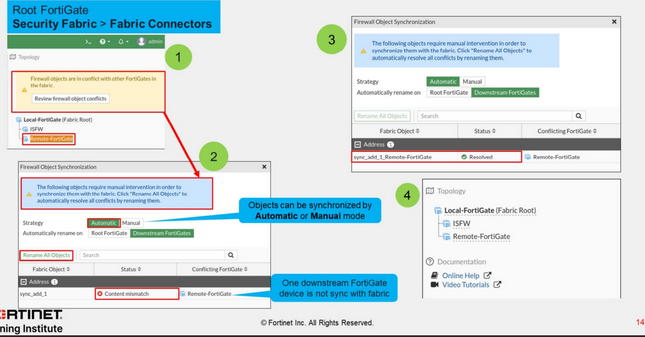 Root FortiGate
Security Fabric > Fabric Connectors
admin
1
Topology
Firewall objects are in conflict with other FortiGates in
the fabric.
Review firewall object conflicts
Local-FortiGate (Fabric Root)
ISFW
Remote-FortiGate
2
Firewall Object Synchronization
The following objects require manual intervention in order to
synchronize them with the fabric. Click "Rename All Objects" to
automatically resolve all conflicts by renaming them.
Strategy Automatic Manual
Automatically rename on Root FortiGate Downstream FortiGates
Rename All Objects Search
Fabric Object Status Conflicting FortiGate
Address 1
sync_add_1 Content mismatch Remote-FortiGate
Objects can be synchronized by
Automatic or Manual mode
One downstream FortiGate
device is not sync with fabric
3
Firewall Object Synchronization
The following objects require manual intervention in order to
synchronize them with the fabric. Click "Rename All Objects" to
automatically resolve all conflicts by renaming them.
Strategy Automatic Manual
Automatically rename on Root FortiGate Downstream FortiGates
Rename All Objects Search
Fabric Object Status Conflicting FortiGate
Address 1
sync_add_1_Remote-FortiGate Resolved Remote-FortiGate
4
Topology
Local-FortiGate (Fabric Root)
ISFW
Remote-FortiGate
Documentation
Online Help
Video Tutorials
FORTINET
ning Institute
© Fortinet Inc. All Rights Reserved.
14